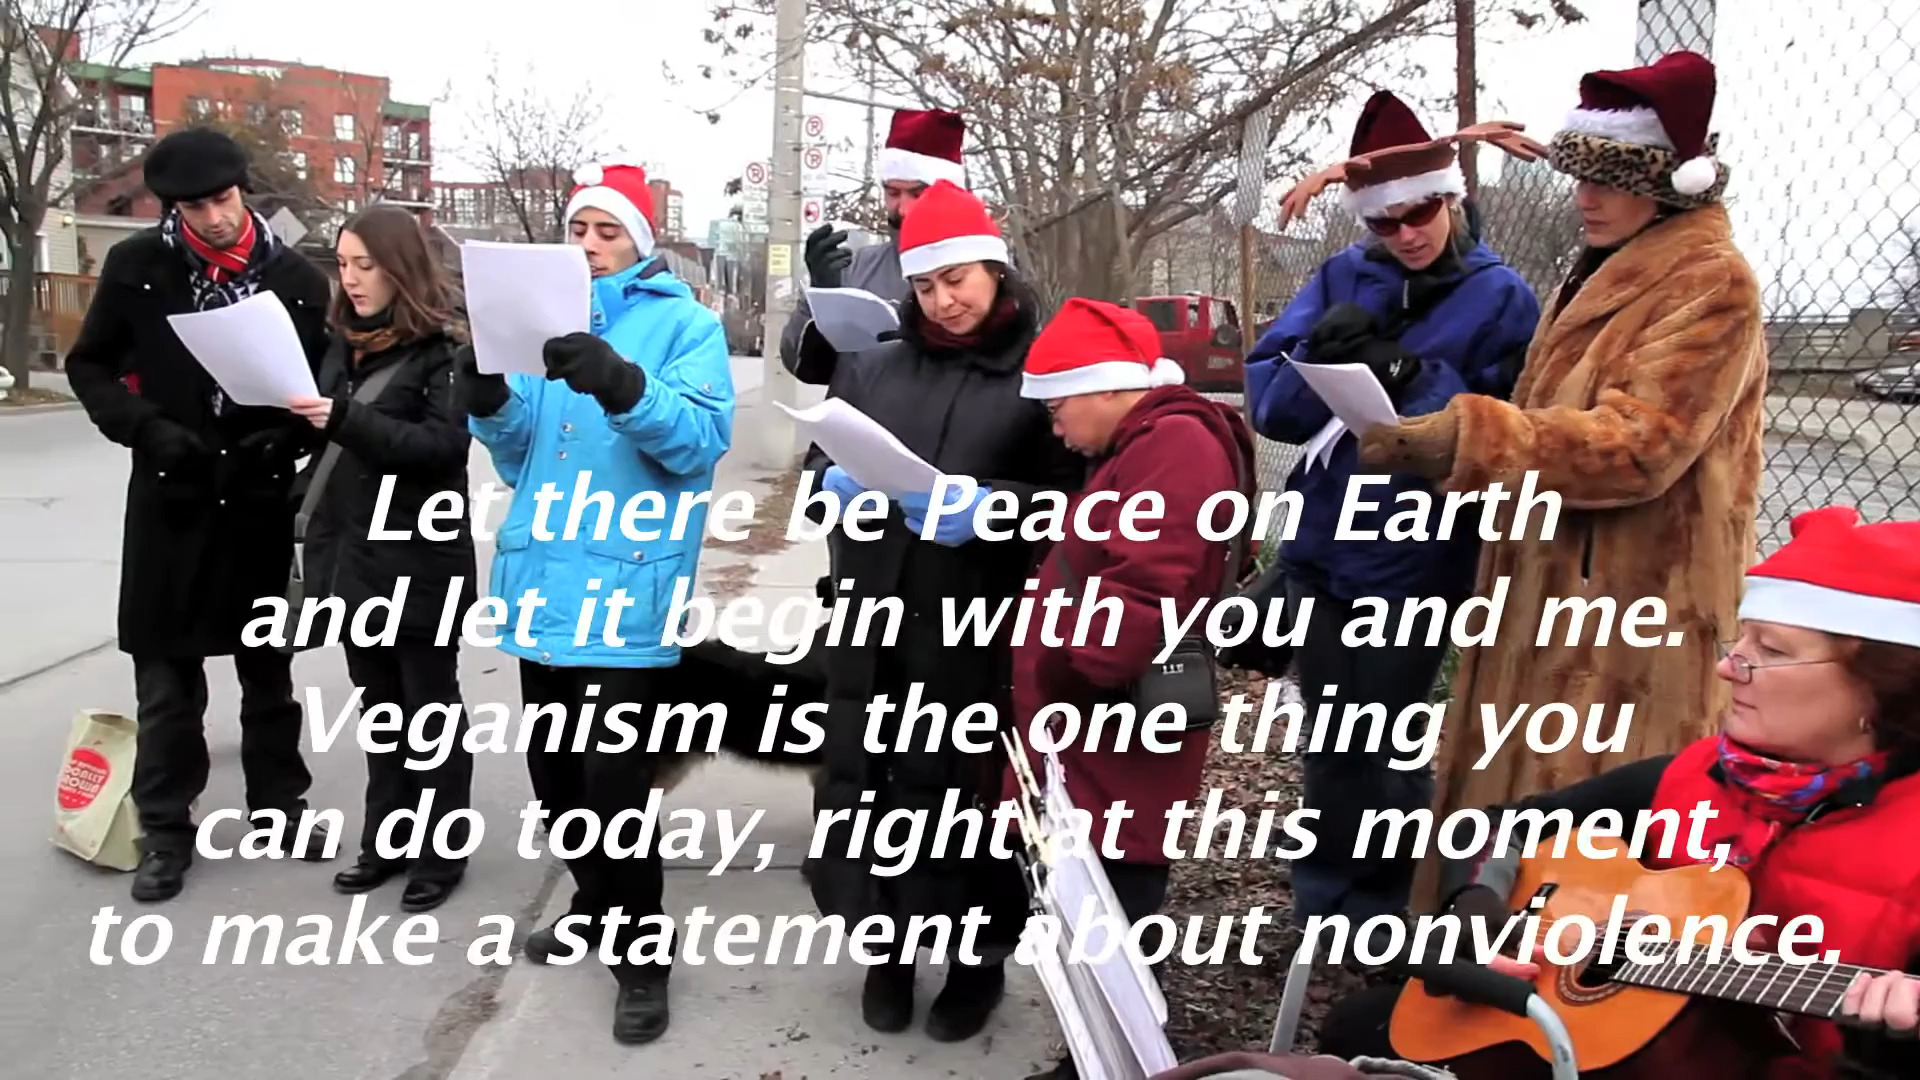 Let there be Peace on Earth
and let it begin with you and me.
Veganism is the one thing you
can do today, right at this moment,
to make a statement about nonviolence.